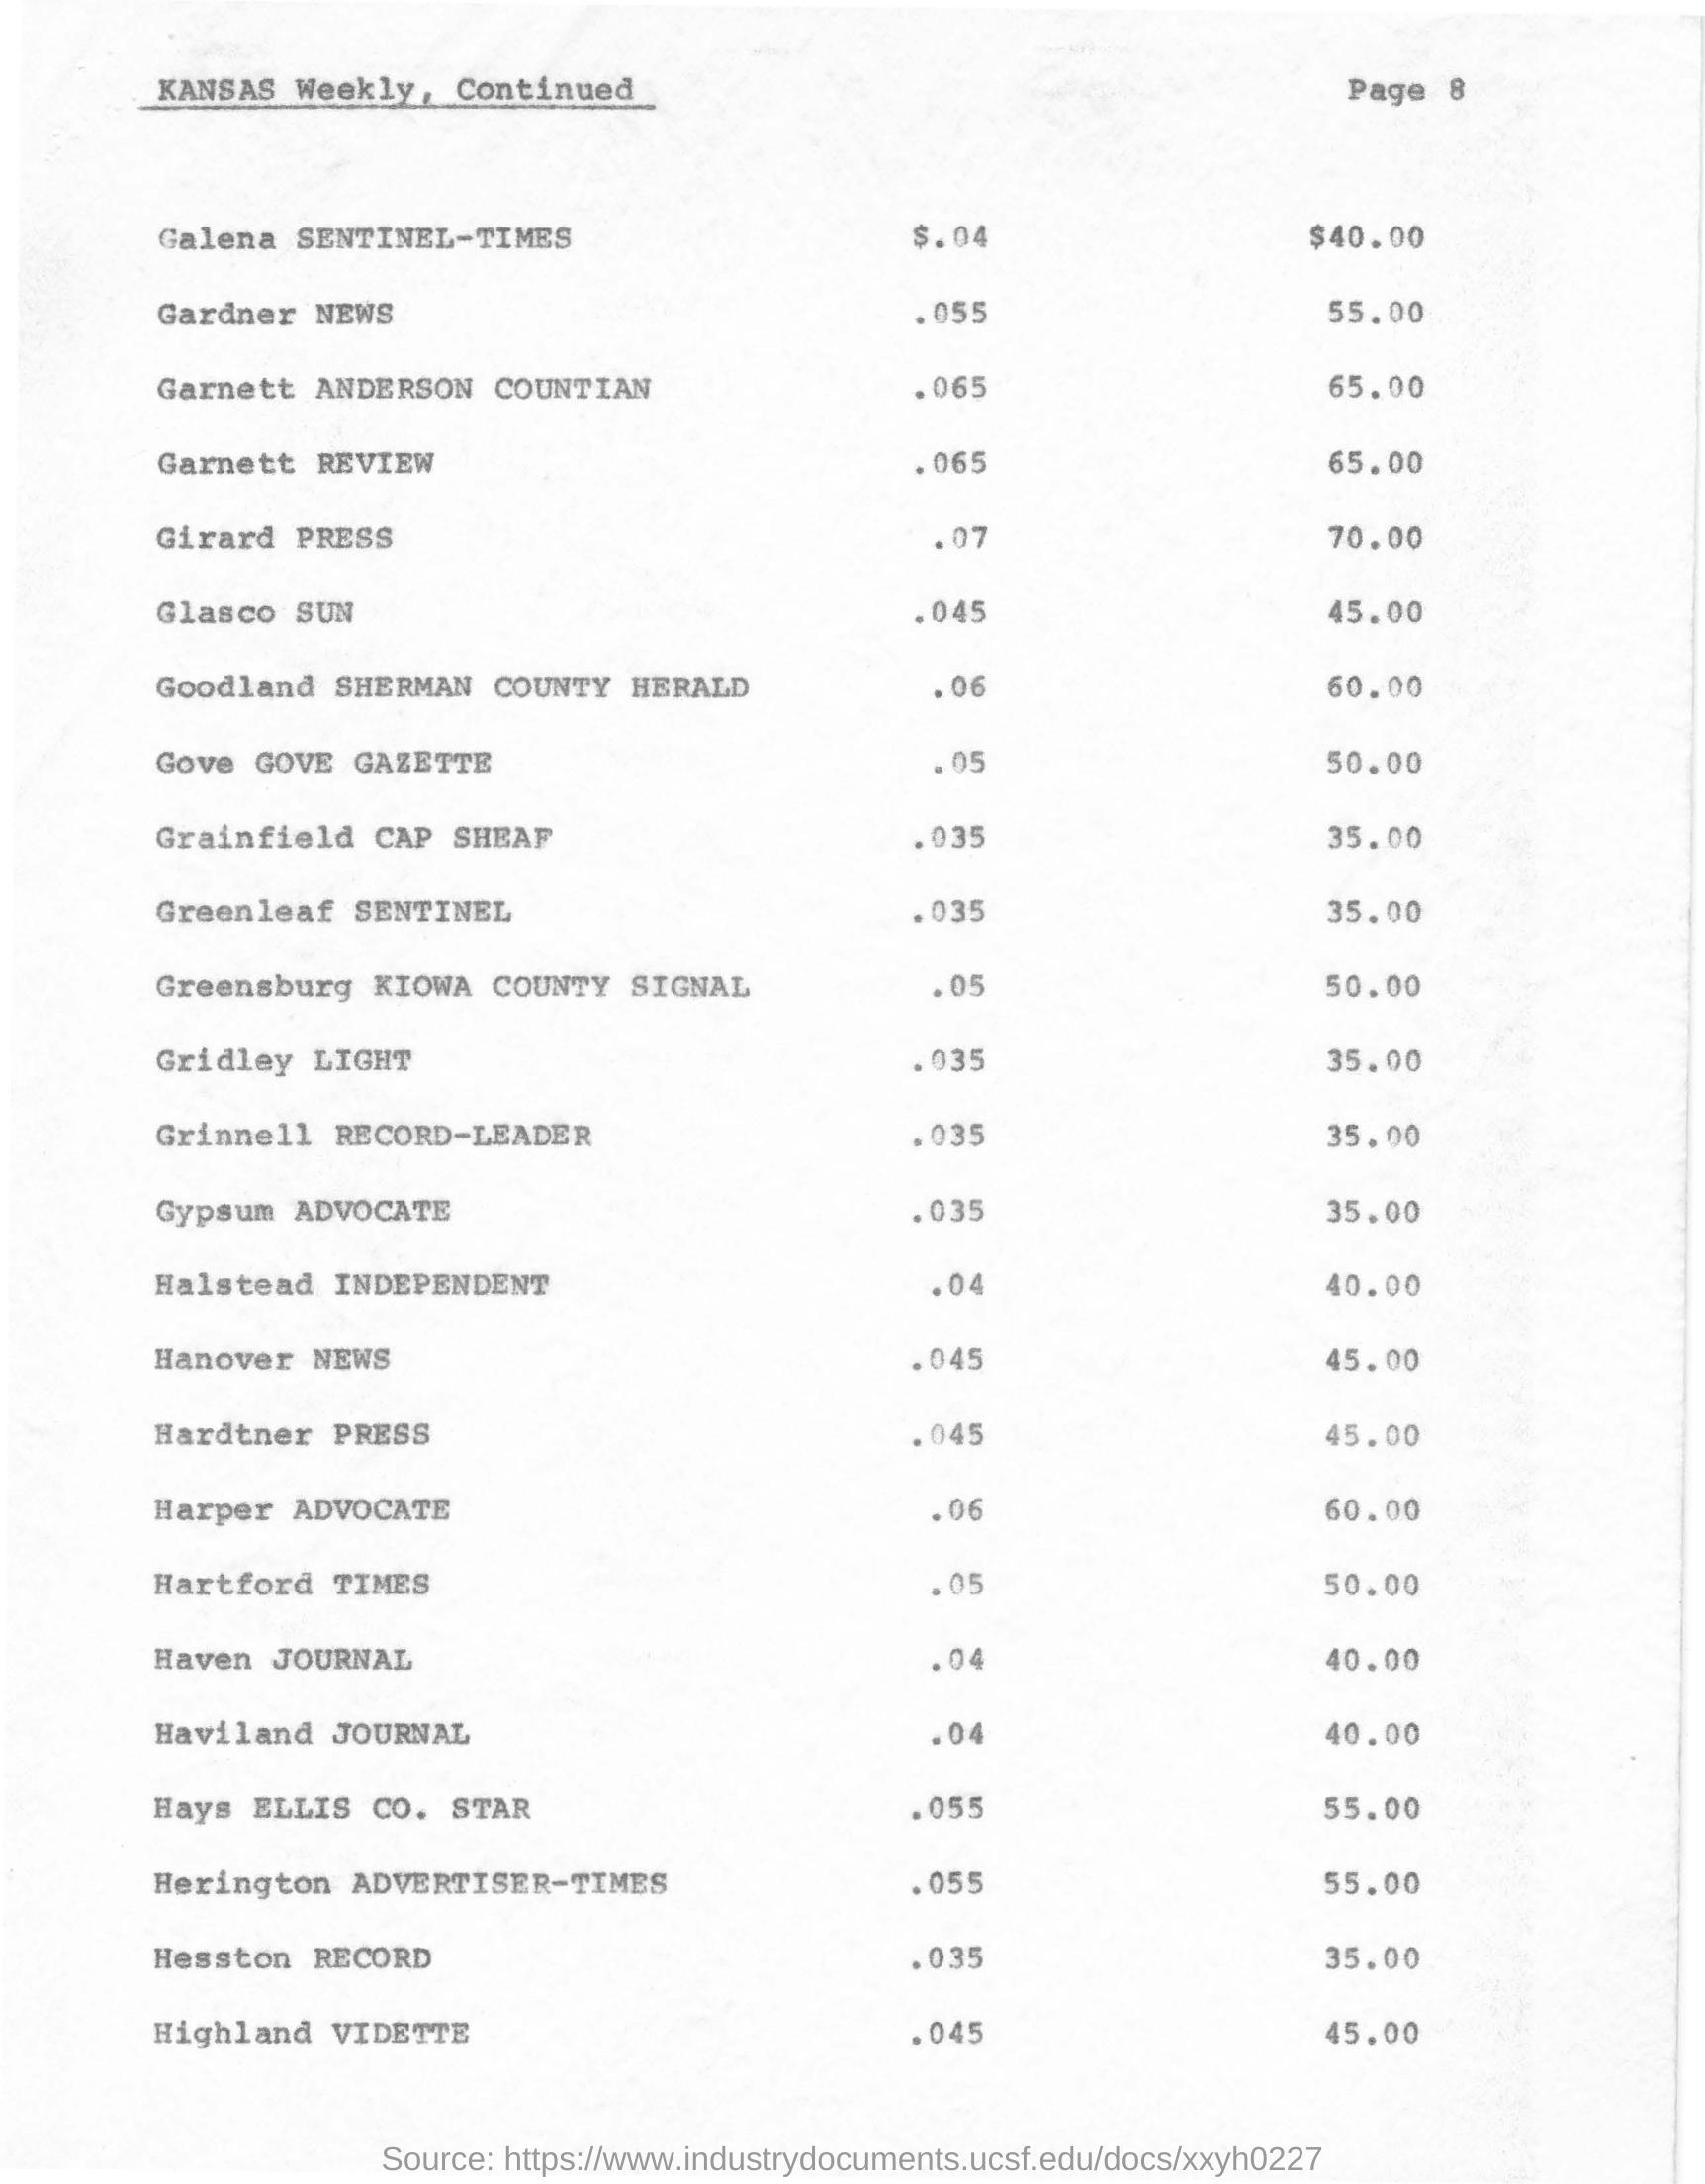 KANSAS Weekly, Continued Page 8
Galena SENTINEL-TIMES $.04 $40.00
Gardner NEWS .055 55.00
Garnett ANDERSON COUNTIAN .065 65.00
Garnett REVIEW .065 65.00
Girard PRESS .07 70.00
Glasco SUN .045 45.00
Goodland SHERMAN COUNTY HERALD .06 60.00
Gove GOVE GAZETTE .05 50.00
Grainfield CAP SHEAF .035 35.00
Greenleaf SENTINEL .035 35.00
Greensburg KIOWA COUNTY SIGNAL .05 50.00
Gridley LIGHT .035 35.00
Grinnell RECORD-LEADER .035 35.00
Gypsum ADVOCATE .035 35.00
Halstead INDEPENDENT .04 40.00
Hanover NEWS .045 45.00
Hardtner PRESS .045 45.00
Harper ADVOCATE .06 60.00
Hartford TIMES .05 50.00
Haven JOURNAL .04 40.00
Haviland JOURNAL .04 40.00
Hays ELLIS CO. STAR .055 55.00
Herington ADVERTISER-TIMES .055 55.00
Hesston RECORD .035 35.00
Highland VIDETTE .045 45.00
Source: https://www.industrydocuments.ucsf.edu/docs/xxyh0227